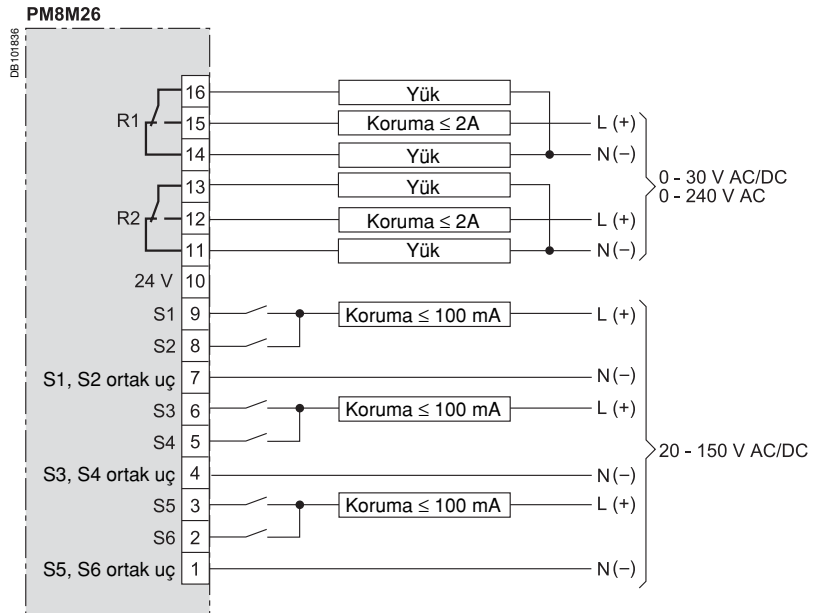 PM8M26
DB101836
16 Yük
R1 15 Koruma ≤ 2A L (+)
14 Yük N(−)
13 Yük
0 - 30 V AC/DC
0 - 240 V AC
R2 12 Koruma ≤ 2A L (+)
11 Yük N(−)
24 V 10
S1 9 Koruma ≤ 100 mA L (+)
S2 8
S1, S2 ortak uç 7 N(−)
S3 6 Koruma ≤ 100 mA L (+)
S4 5
20 - 150 V AC/DC
S3, S4 ortak uç 4 N(−)
S5 3 Koruma ≤ 100 mA L (+)
S6 2
S5, S6 ortak uç 1 N(−)